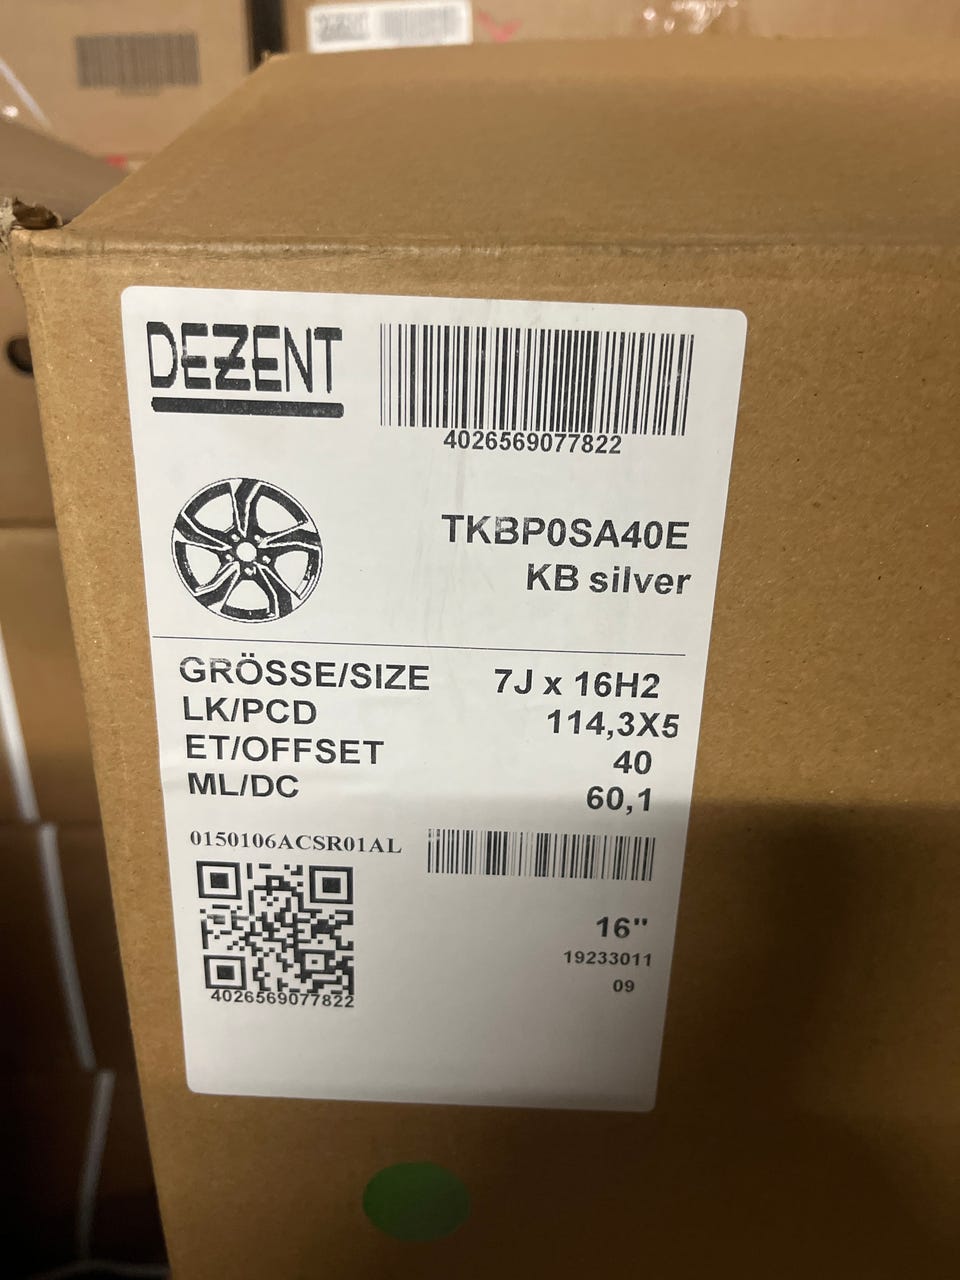 DEZENT
4026569077822
TKBP0SA40E
KB silver
GRÖSSE/SIZE 7J x 16H2
LK/PCD 114,3X5
ET/OFFSET 40
ML/DC 60,1
0150106ACSR01AL
16"
19233011
09
4026569077822